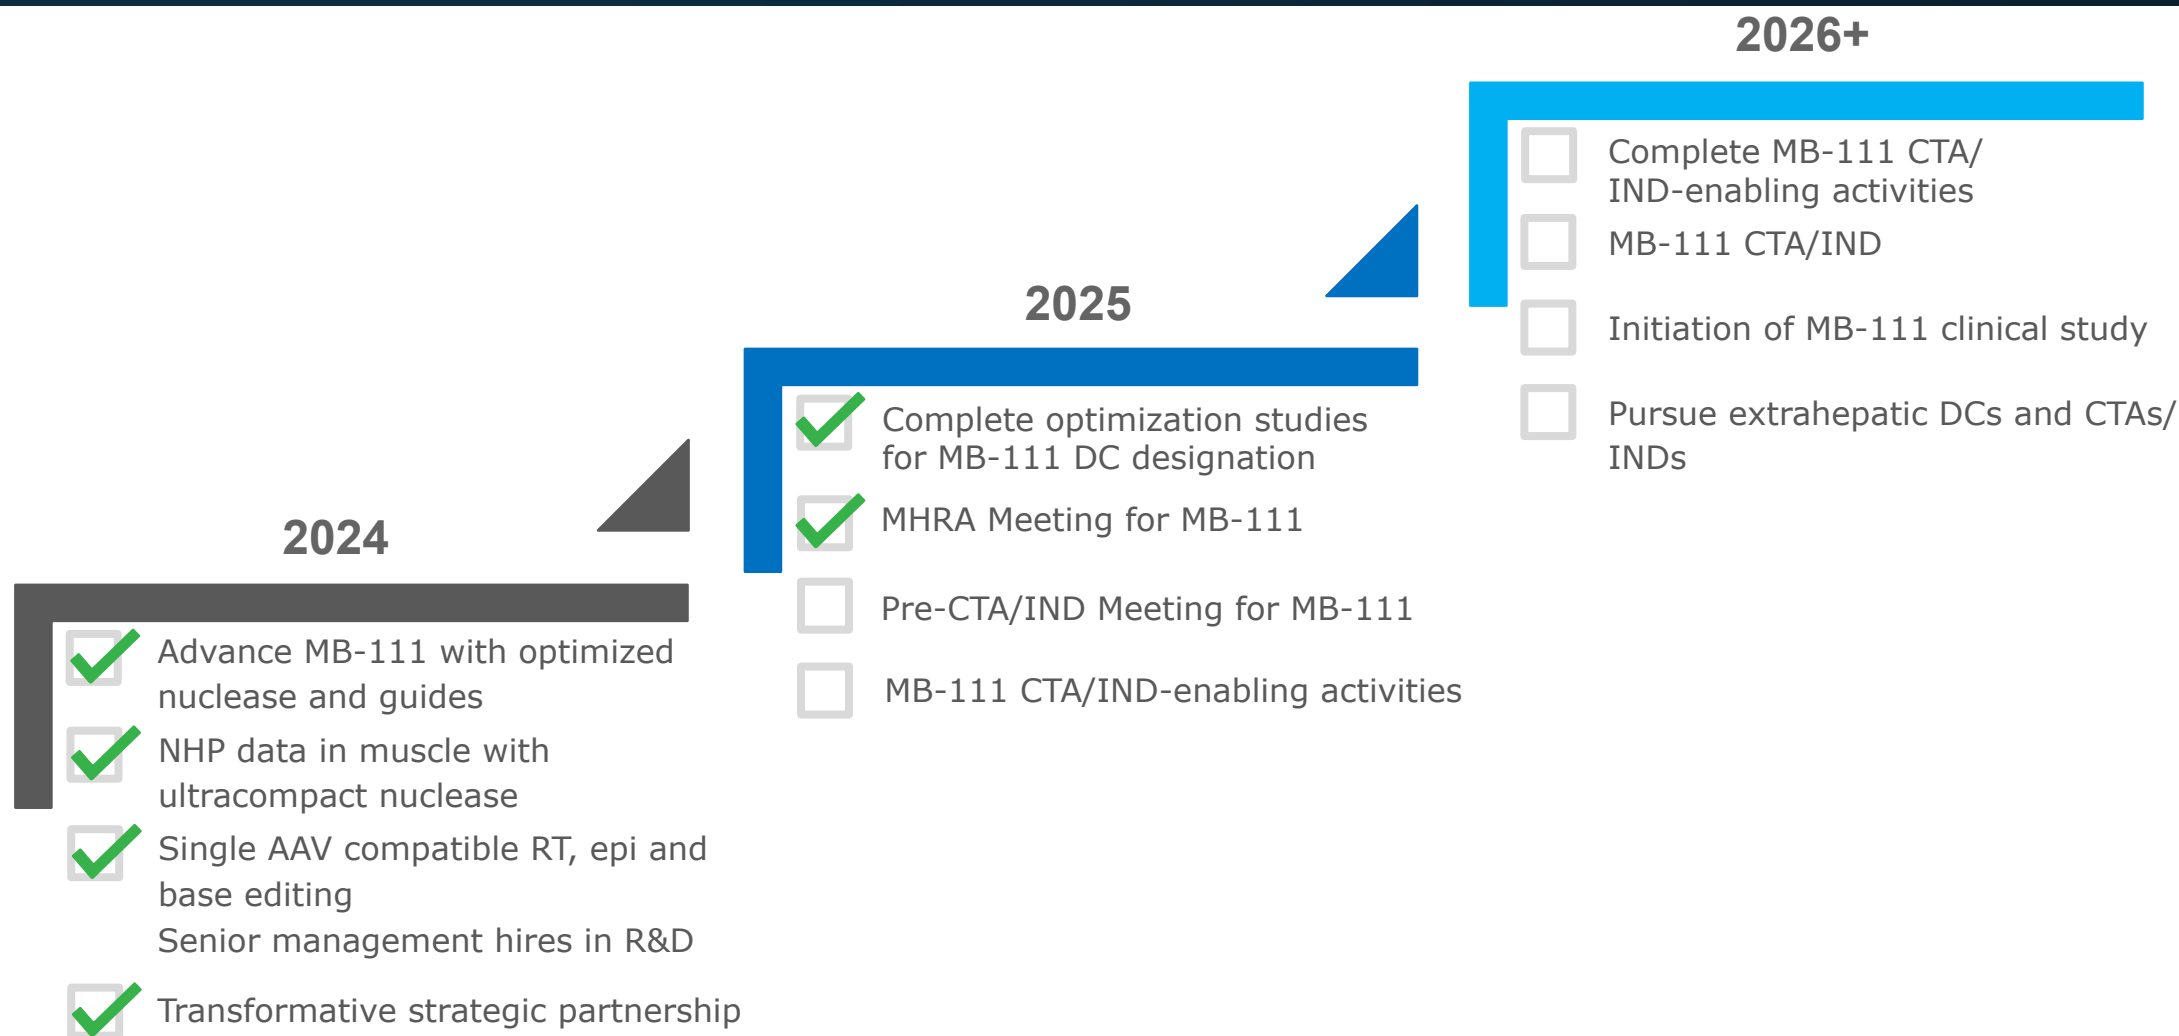 2024
Advance MB-111 with optimized
nuclease and guides
NHP data in muscle with
ultracompact nuclease
Single AAV compatible RT, epi and
base editing
Senior management hires in R&D
Transformative strategic partnership
2025
Complete optimization studies
for MB-111 DC designation
MHRA Meeting for MB-111
Pre-CTA/IND Meeting for MB-111
MB-111 CTA/IND-enabling activities
2026+
Complete MB-111 CTA/
IND-enabling activities
MB-111 CTA/IND
Initiation of MB-111 clinical study
Pursue extrahepatic DCs and CTAs/
INDs